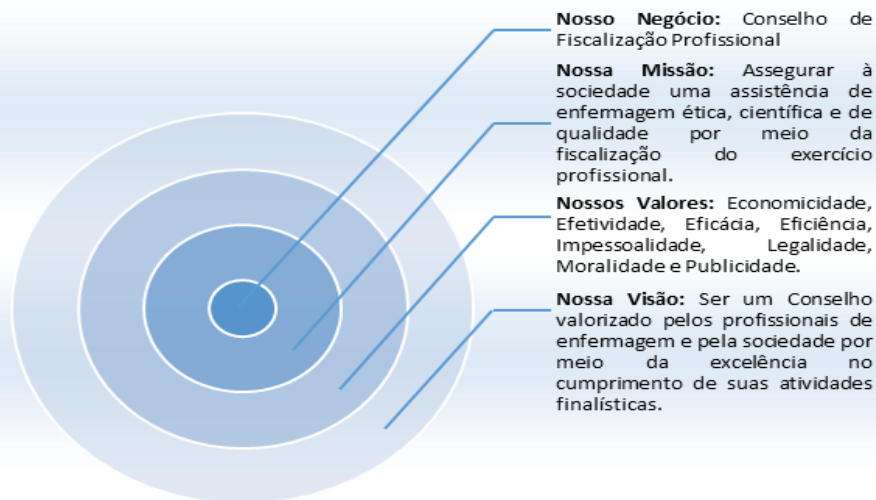 Nosso Negócio: Conselho de
Fiscalização Profissional
Nossa Missão: Assegurar à
sociedade uma assistência de
enfermagem ética, científica e de
qualidade por meio da
fiscalização do exercício
profissional.
Nossos Valores: Economicidade,
Efetividade, Eficácia, Eficiência,
Impessoalidade, Legalidade,
Moralidade e Publicidade.
Nossa Visão: Ser um Conselho
valorizado pelos profissionais de
enfermagem e pela sociedade por
meio da excelência no
cumprimento de suas atividades
finalísticas.